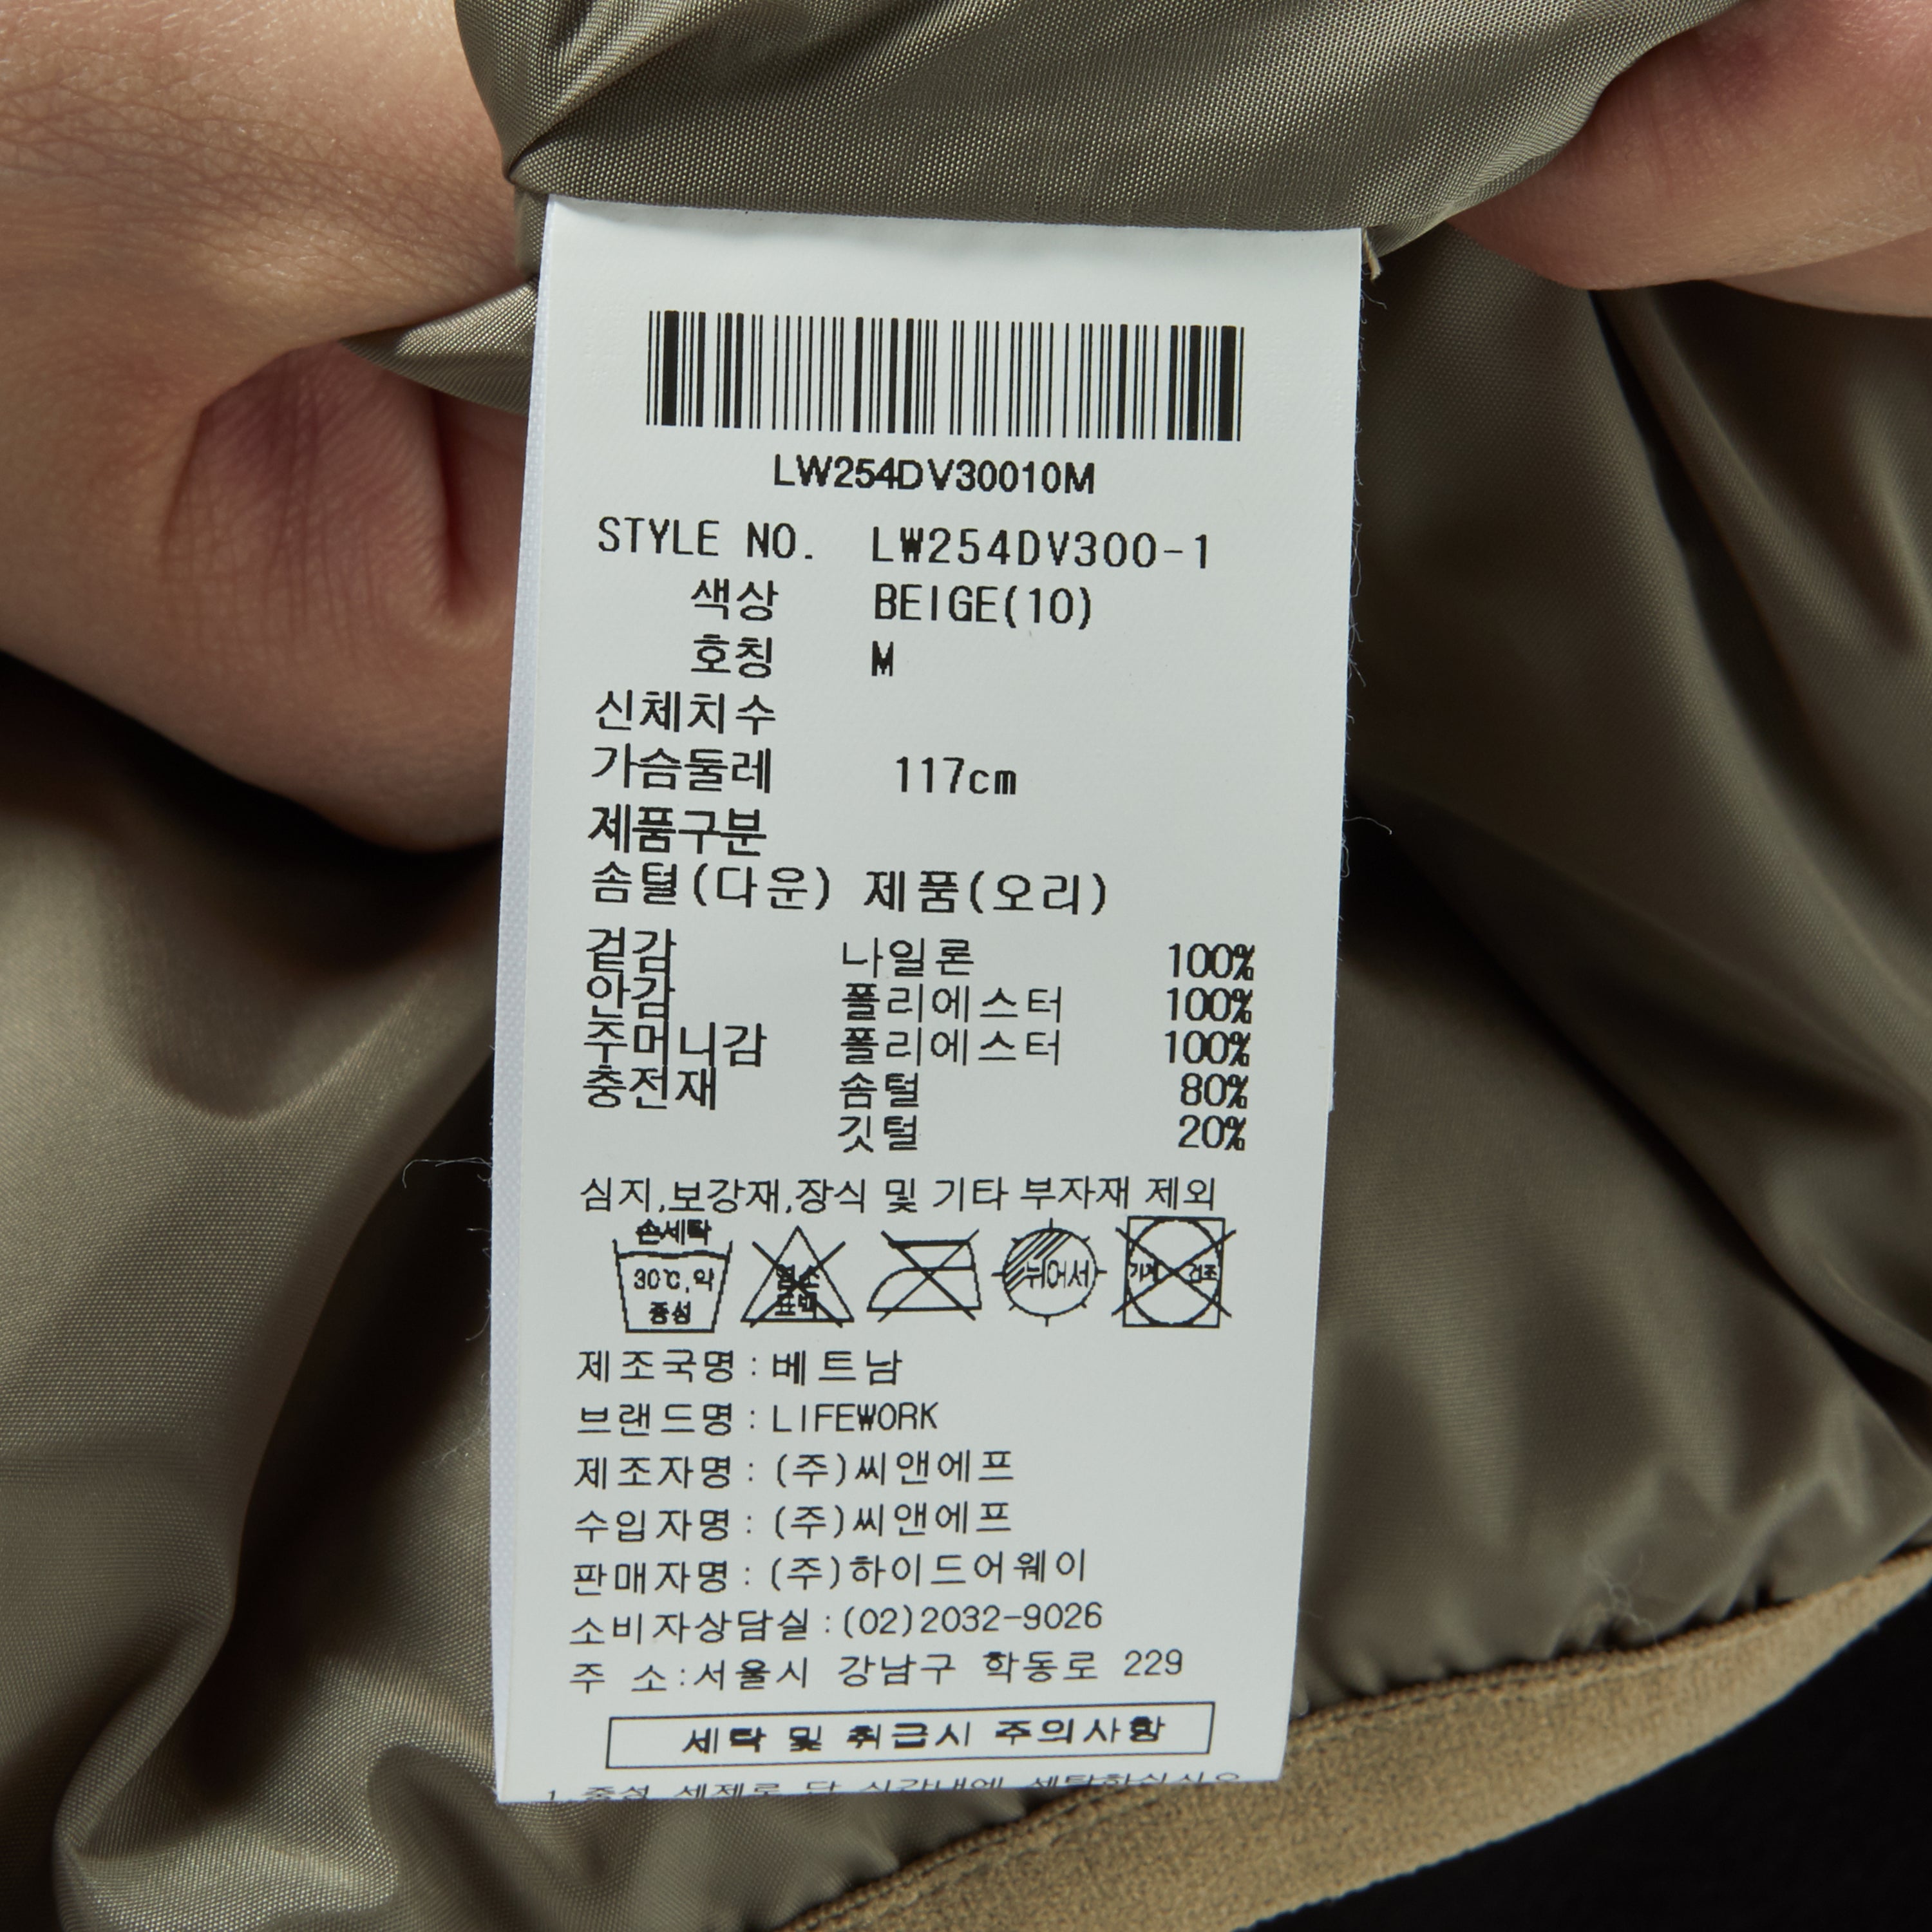 LW254DV30010M
STYLE NO. LW254DV300-1
색상 BEIGE(10)
호칭 M
신체치수
가슴둘레 117cm
제품구분
솜털(다운) 제품(오리)
겉감 나일론 100%
안감 폴리에스터 100%
주머니감 폴리에스터 100%
충전재 솜털 80%
깃털 20%
심지,보강재,장식 및 기타 부자재 제외
손세탁
30℃,약
중성
염소
표백
뉘어서
기계 건조
제조국명:베트남
브랜드명:LIFEWORK
제조자명:(주)씨앤에프
수입자명:(주)씨앤에프
판매자명:(주)하이드어웨이
소비자상담실:(02)2032-9026
주 소:서울시 강남구 학동로 229
세탁 및 취급시 주의사항